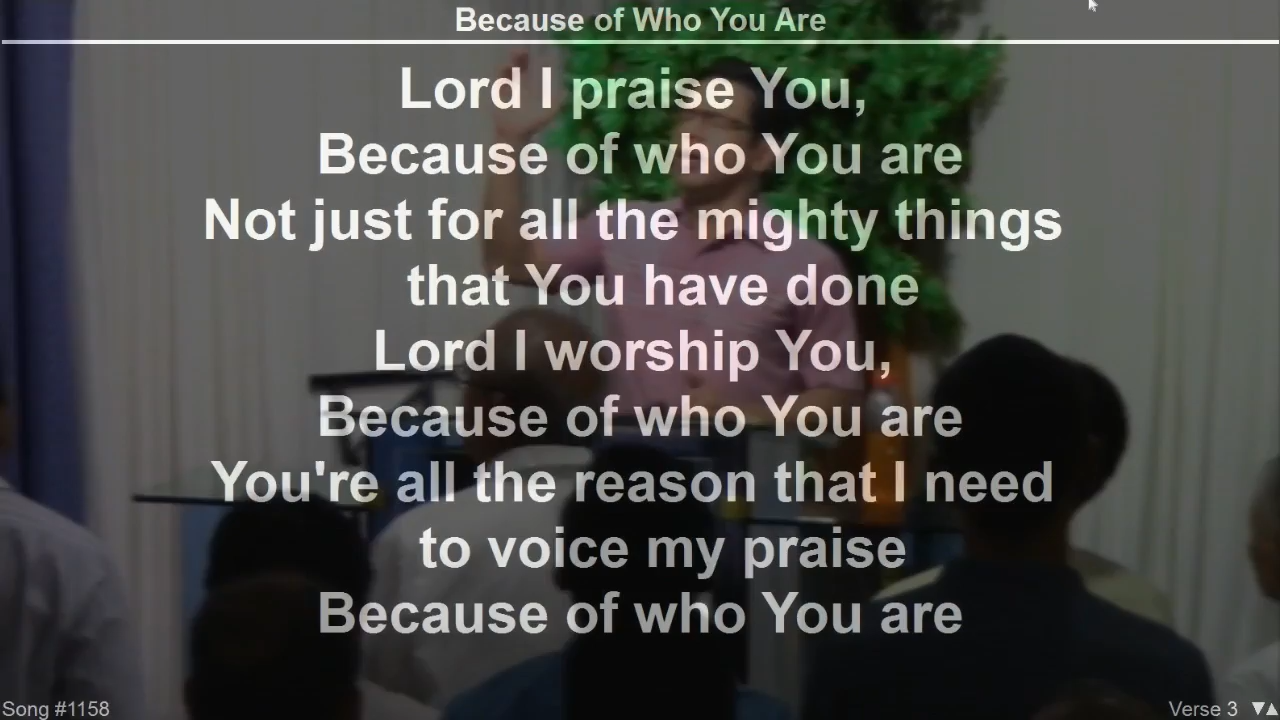 Because of Who You Are
Lord I praise You,
Because of who You are
Not just for all the mighty things
that You have done
Lord I worship You,
Because of who You are
You're all the reason that I need
to voice my praise
Because of who You are
Song #1158
Verse 3 ▼▲